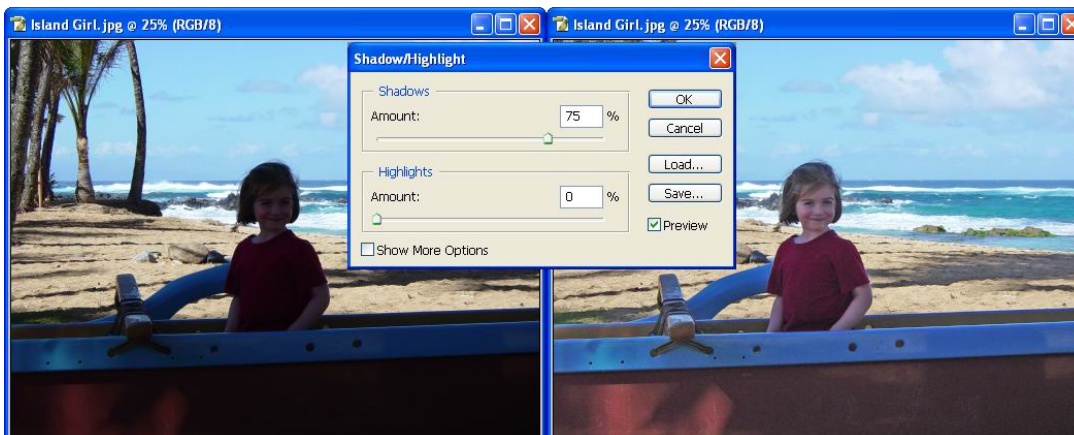 Island Girl.jpg @ 25% (RGB/8)
Island Girl.jpg @ 25% (RGB/8)
Shadow/Highlight
Shadows
Amount:
75
%
Highlights
Amount:
0
%
Show More Options
OK
Cancel
Load...
Save...
Preview